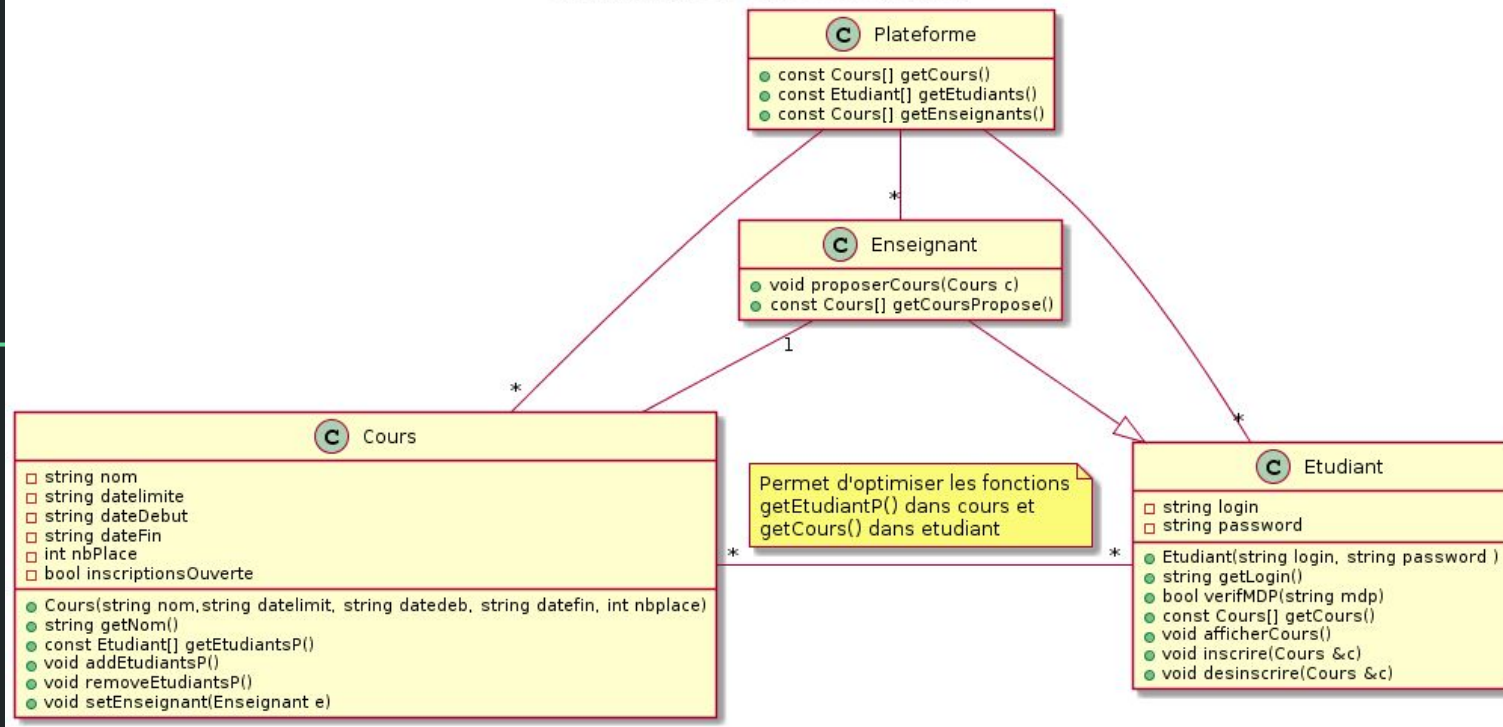 C Plateforme
const Cours[] getCours()
const Etudiant[] getEtudiants()
const Cours[] getEnseignants()
*
C Enseignant
void proposerCours(Cours c)
const Cours[] getCoursPropose()
1
*
*
C Cours
string nom
string datelimite
string dateDebut
string dateFin
int nbPlace
bool inscriptionsOuverte
Cours(string nom,string datelimit, string datedeb, string datefin, int nbplace)
string getNom()
const Etudiant[] getEtudiantsP()
void addEtudiantsP()
void removeEtudiantsP()
void setEnseignant(Enseignant e)
Permet d'optimiser les fonctions
getEtudiantP() dans cours et
getCours() dans etudiant
*
*
C Etudiant
string login
string password
Etudiant(string login, string password )
string getLogin()
bool verifMDP(string mdp)
const Cours[] getCours()
void afficherCours()
void inscrire(Cours &c)
void desinscrire(Cours &c)